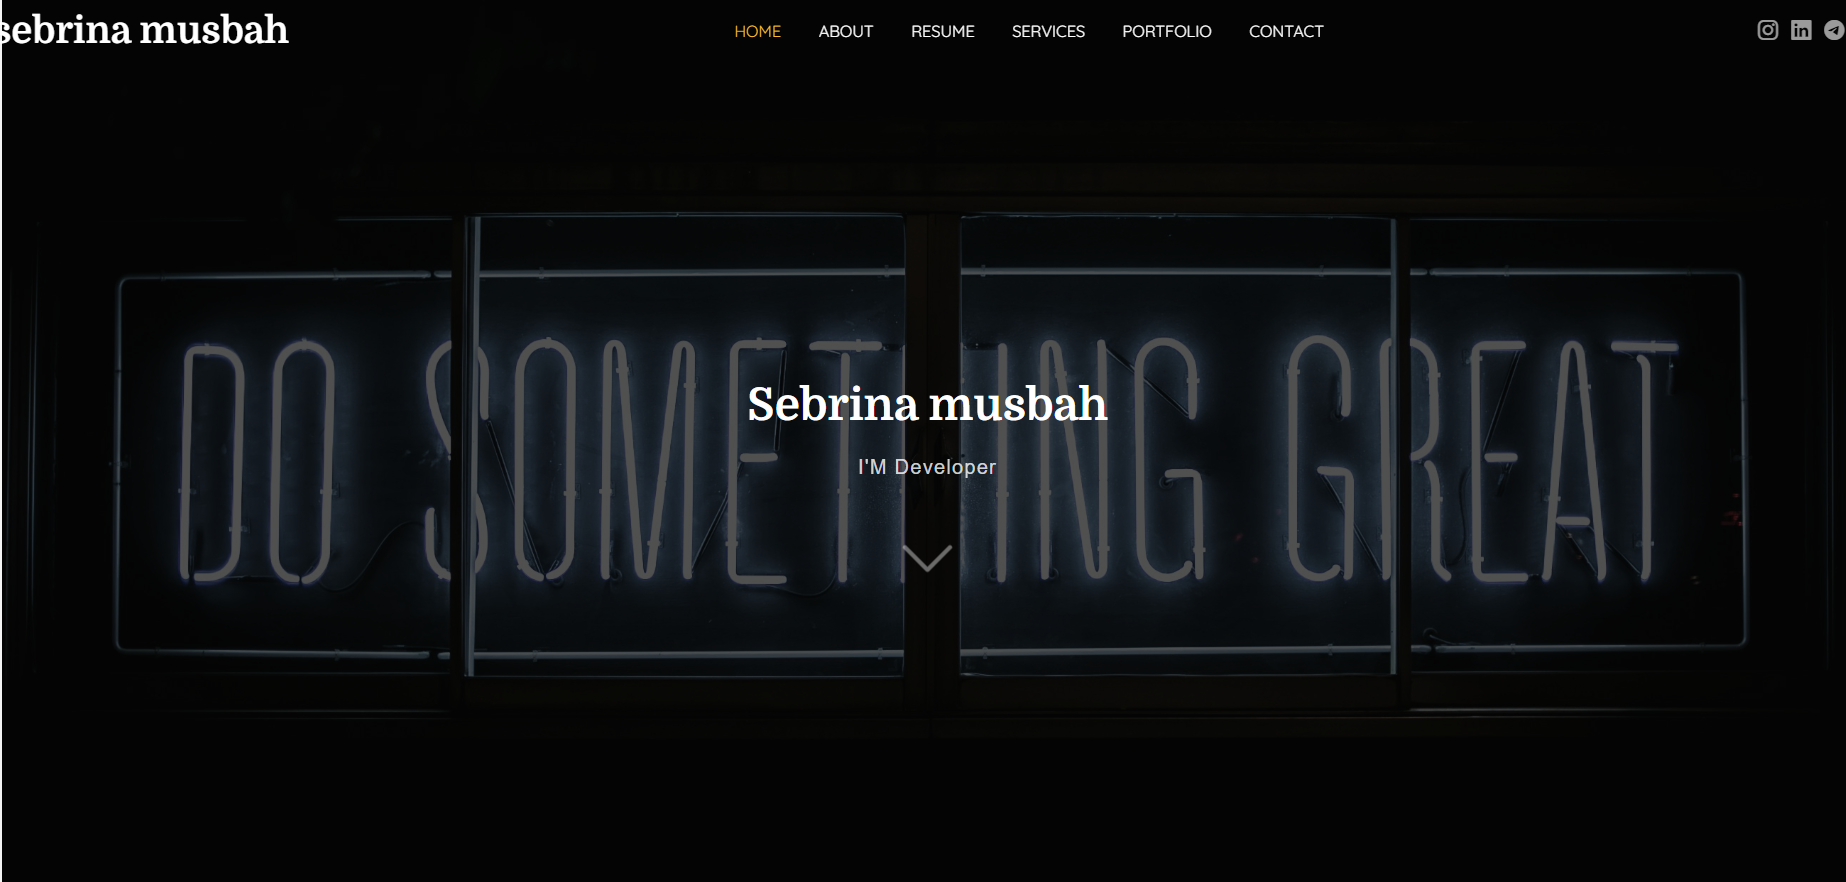 sebrina musbah
HOME ABOUT RESUME SERVICES PORTFOLIO CONTACT
DO SOMETHING GREAT
Sebrina musbah
I'M Developer